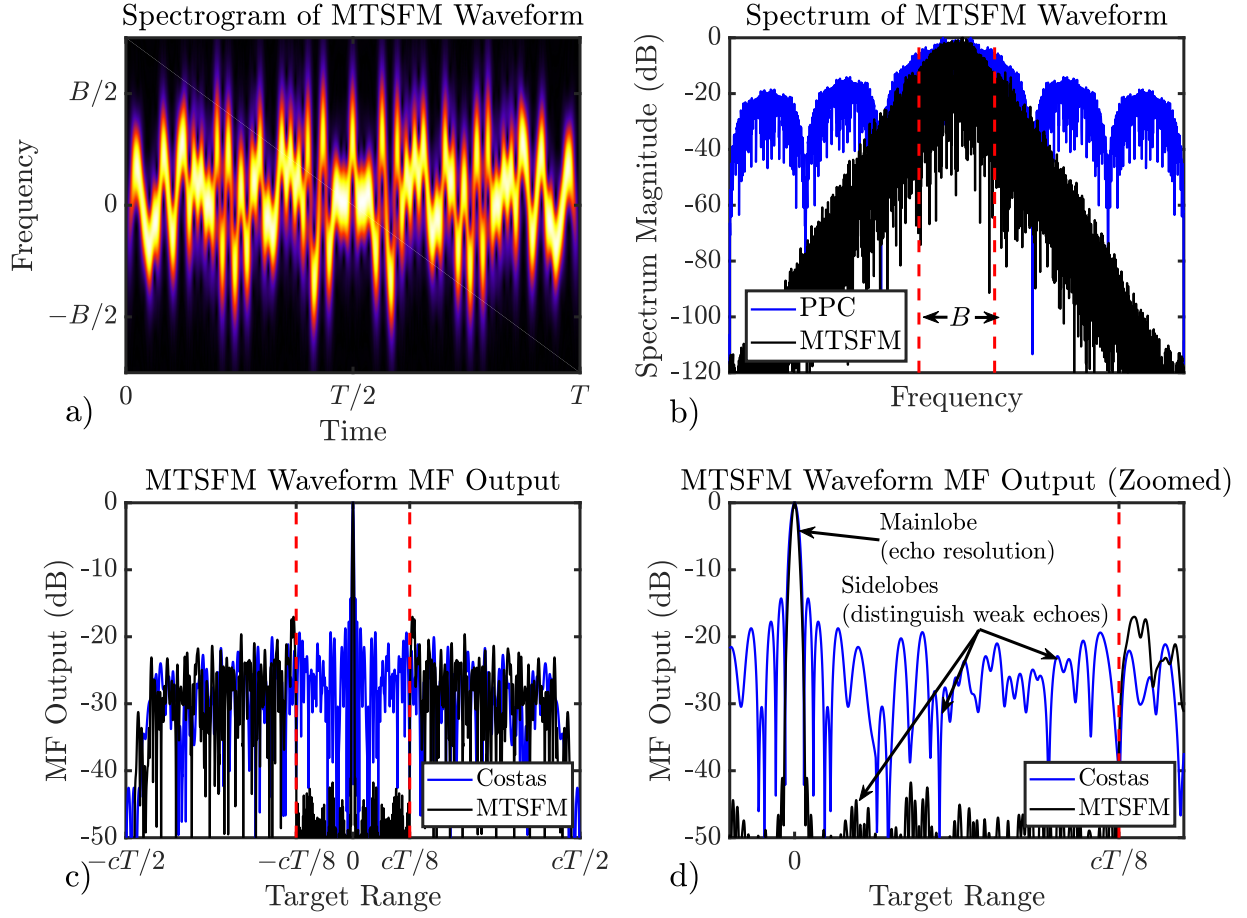 Spectrogram of MTSFM Waveform
Frequency
B/2
0
−B/2
0
T/2
T
Time
a)
Spectrum of MTSFM Waveform
Spectrum Magnitude (dB)
0
-20
-40
-60
-80
-100
-120
PPC
MTSFM
B
Frequency
b)
MTSFM Waveform MF Output
MF Output (dB)
0
-10
-20
-30
-40
-50
Costas
MTSFM
−cT/2
−cT/8
0
cT/8
cT/2
Target Range
c)
MTSFM Waveform MF Output (Zoomed)
MF Output (dB)
0
-10
-20
-30
-40
-50
Mainlobe
(echo resolution)
Sidelobes
(distinguish weak echoes)
Costas
MTSFM
0
cT/8
Target Range
d)